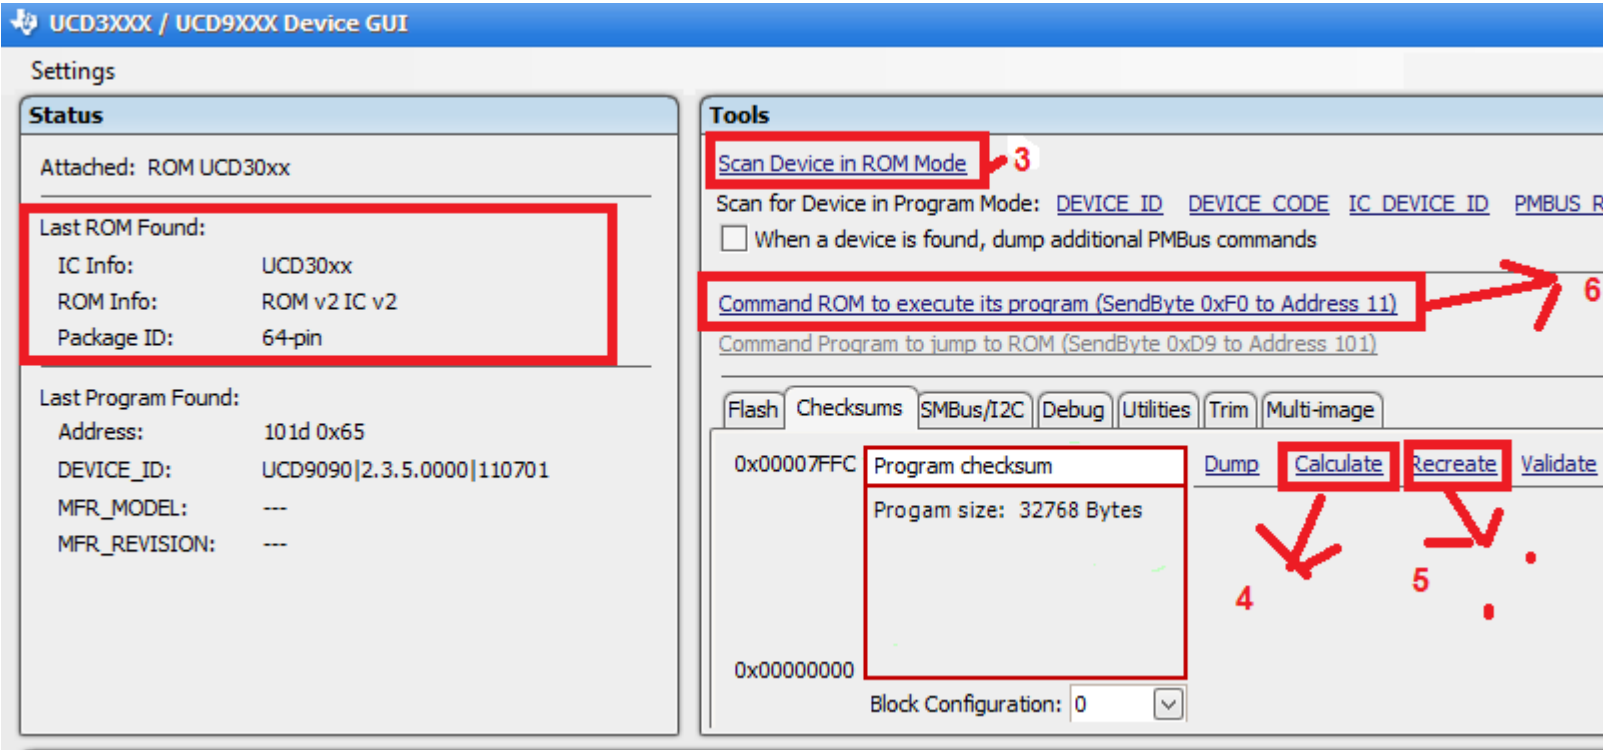 UCD3XXX / UCD9XXX Device GUI
Settings
Status
Attached: ROM UCD30xx
Last ROM Found:
IC Info: UCD30xx
ROM Info: ROM v2 IC v2
Package ID: 64-pin
Last Program Found:
Address: 101d 0x65
DEVICE_ID: UCD9090|2.3.5.0000|110701
MFR_MODEL: ---
MFR_REVISION: ---
Tools
Scan Device in ROM Mode 3
Scan for Device in Program Mode: DEVICE_ID DEVICE_CODE IC_DEVICE_ID PMBUS_R
When a device is found, dump additional PMBus commands
Command ROM to execute its program (SendByte 0xF0 to Address 11) 6
Command Program to jump to ROM (SendByte 0xD9 to Address 101)
Flash Checksums SMBus/I2C Debug Utilities Trim Multi-image
0x00007FFC Program checksum Dump Calculate Recreate Validate
Progam size: 32768 Bytes
4 5
0x00000000
Block Configuration: 0